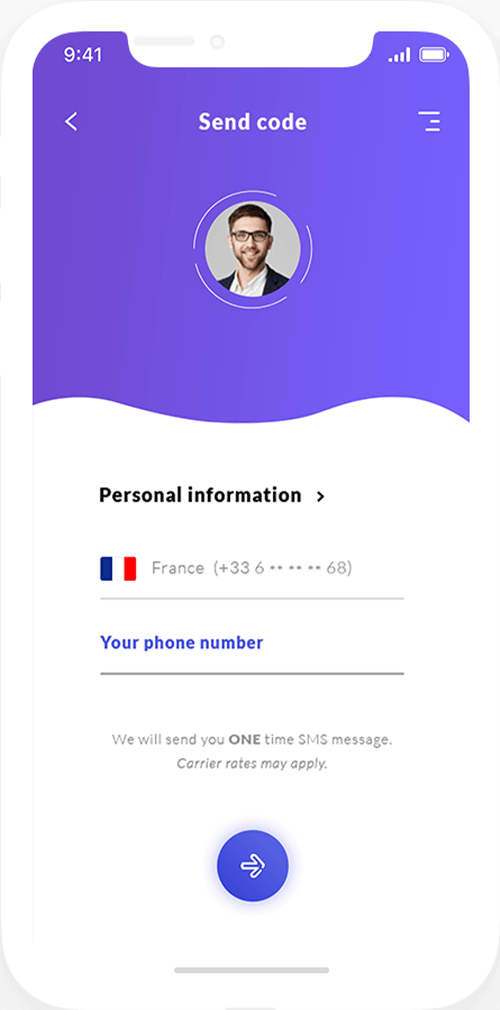 9:41
Send code
Personal information
France (+33 6 •• •• •• 68)
Your phone number
We will send you ONE time SMS message.
Carrier rates may apply.